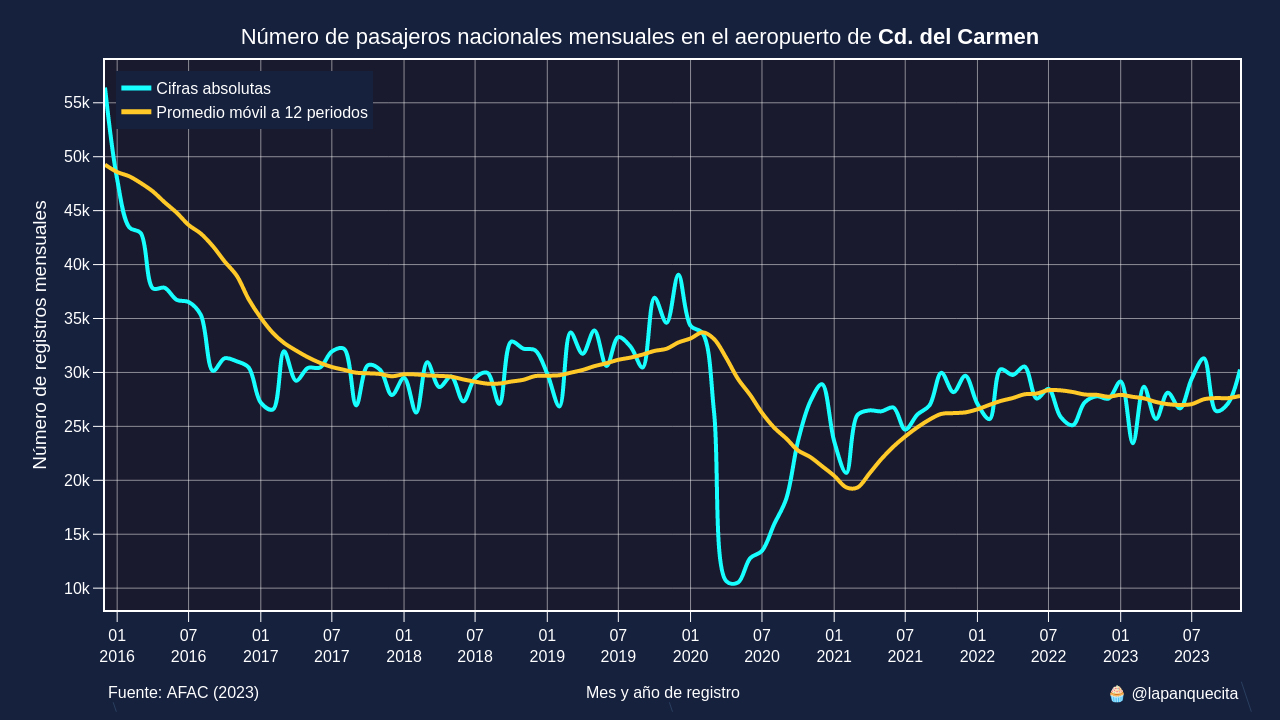 Número de pasajeros nacionales mensuales en el aeropuerto de Cd. del Carmen
Cifras absolutas
Promedio móvil a 12 periodos
Número de registros mensuales
55k
50k
45k
40k
35k
30k
25k
20k
15k
10k
01 07 01 07 01 07 01 07 01 07 01 07 01 07 01 07
2016 2016 2017 2017 2018 2018 2019 2019 2020 2020 2021 2021 2022 2022 2023 2023
Fuente: AFAC (2023) Mes y año de registro 🧁 @lapanquecita